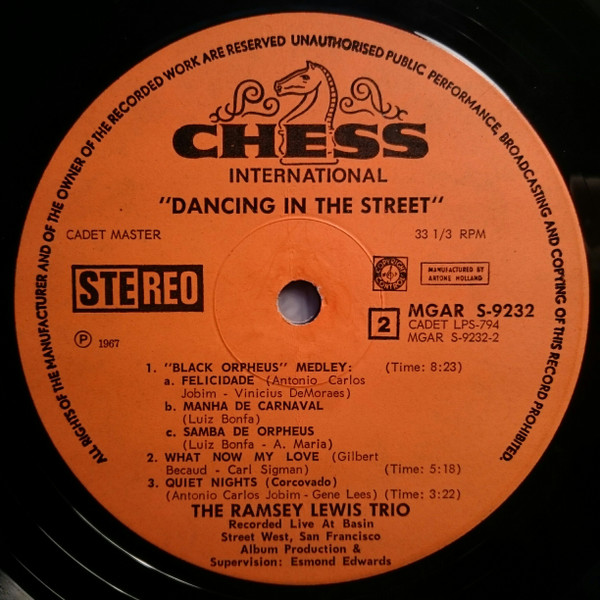 ALL RIGHTS OF THE MANUFACTURER AND OF THE OWNER OF THE RECORDED WORK ARE RESERVED UNAUTHORISED PUBLIC PERFORMANCE, BROADCASTING AND COPYING OF THIS RECORD PROHIBITED.
CHESS
INTERNATIONAL
"DANCING IN THE STREET"
CADET MASTER 33 1/3 RPM
STEREO
MANUFACTURED BY
ARTONE HOLLAND
2
MGAR S-9232
CADET LPS-794
MGAR S-9232-2
Ⓟ 1967
1. "BLACK ORPHEUS" MEDLEY: (Time: 8:23)
a. FELICIDADE (Antonio Carlos
Jobim - Vinicius DeMoraes)
b. MANHA DE CARNAVAL
(Luiz Bonfa)
c. SAMBA DE ORPHEUS
(Luiz Bonfa - A. Maria)
2. WHAT NOW MY LOVE (Gilbert
Becaud - Carl Sigman) (Time: 5:18)
3. QUIET NIGHTS (Corcovado)
(Antonio Carlos Jobim - Gene Lees) (Time: 3:22)
THE RAMSEY LEWIS TRIO
Recorded Live At Basin
Street West, San Francisco
Album Production &
Supervision: Esmond Edwards